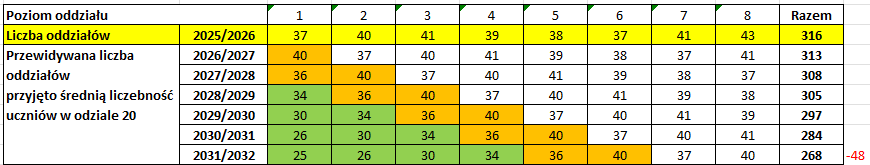 Poziom oddziału 1 2 3 4 5 6 7 8 Razem
Liczba oddziałów 2025/2026 37 40 41 39 38 37 41 43 316
Przewidywana liczba 2026/2027 40 37 40 41 39 38 37 41 313
oddziałów 2027/2028 36 40 37 40 41 39 38 37 308
przyjęto średnią liczebność 2028/2029 34 36 40 37 40 41 39 38 305
uczniów w odziale 20 2029/2030 30 34 36 40 37 40 41 39 297
2030/2031 26 30 34 36 40 37 40 41 284
2031/2032 25 26 30 34 36 40 37 40 268 -48